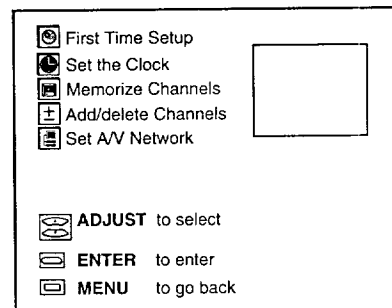 First Time Setup
Set the Clock
Memorize Channels
Add/delete Channels
Set A/V Network
ADJUST to select
ENTER to enter
MENU to go back